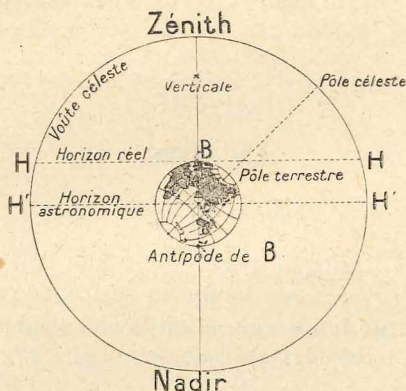 Zénith
Voûte céleste
Verticale
Pôle céleste
H
Horizon réel
B
H
Pôle terrestre
H'
Horizon
astronomique
H'
Antipode de B
Nadir